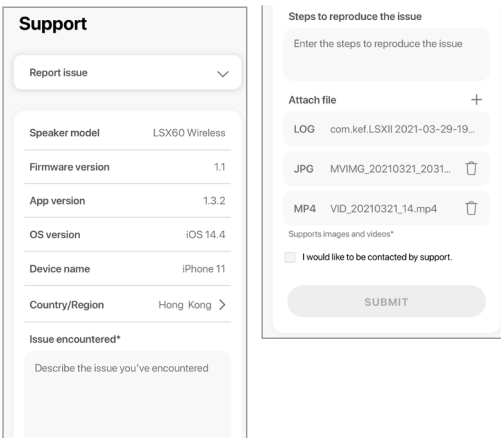 Support
Report issue
Speaker model LSX60 Wireless
Firmware version 1.1
App version 1.3.2
OS version iOS 14.4
Device name iPhone 11
Country/Region Hong Kong
Issue encountered*
Describe the issue you've encountered
Steps to reproduce the issue
Enter the steps to reproduce the issue
Attach file
LOG com.kef.LSXII 2021-03-29-19...
JPG MVIMG_20210321_2031...
MP4 VID_20210321_14.mp4
Supports images and videos*
I would like to be contacted by support.
SUBMIT